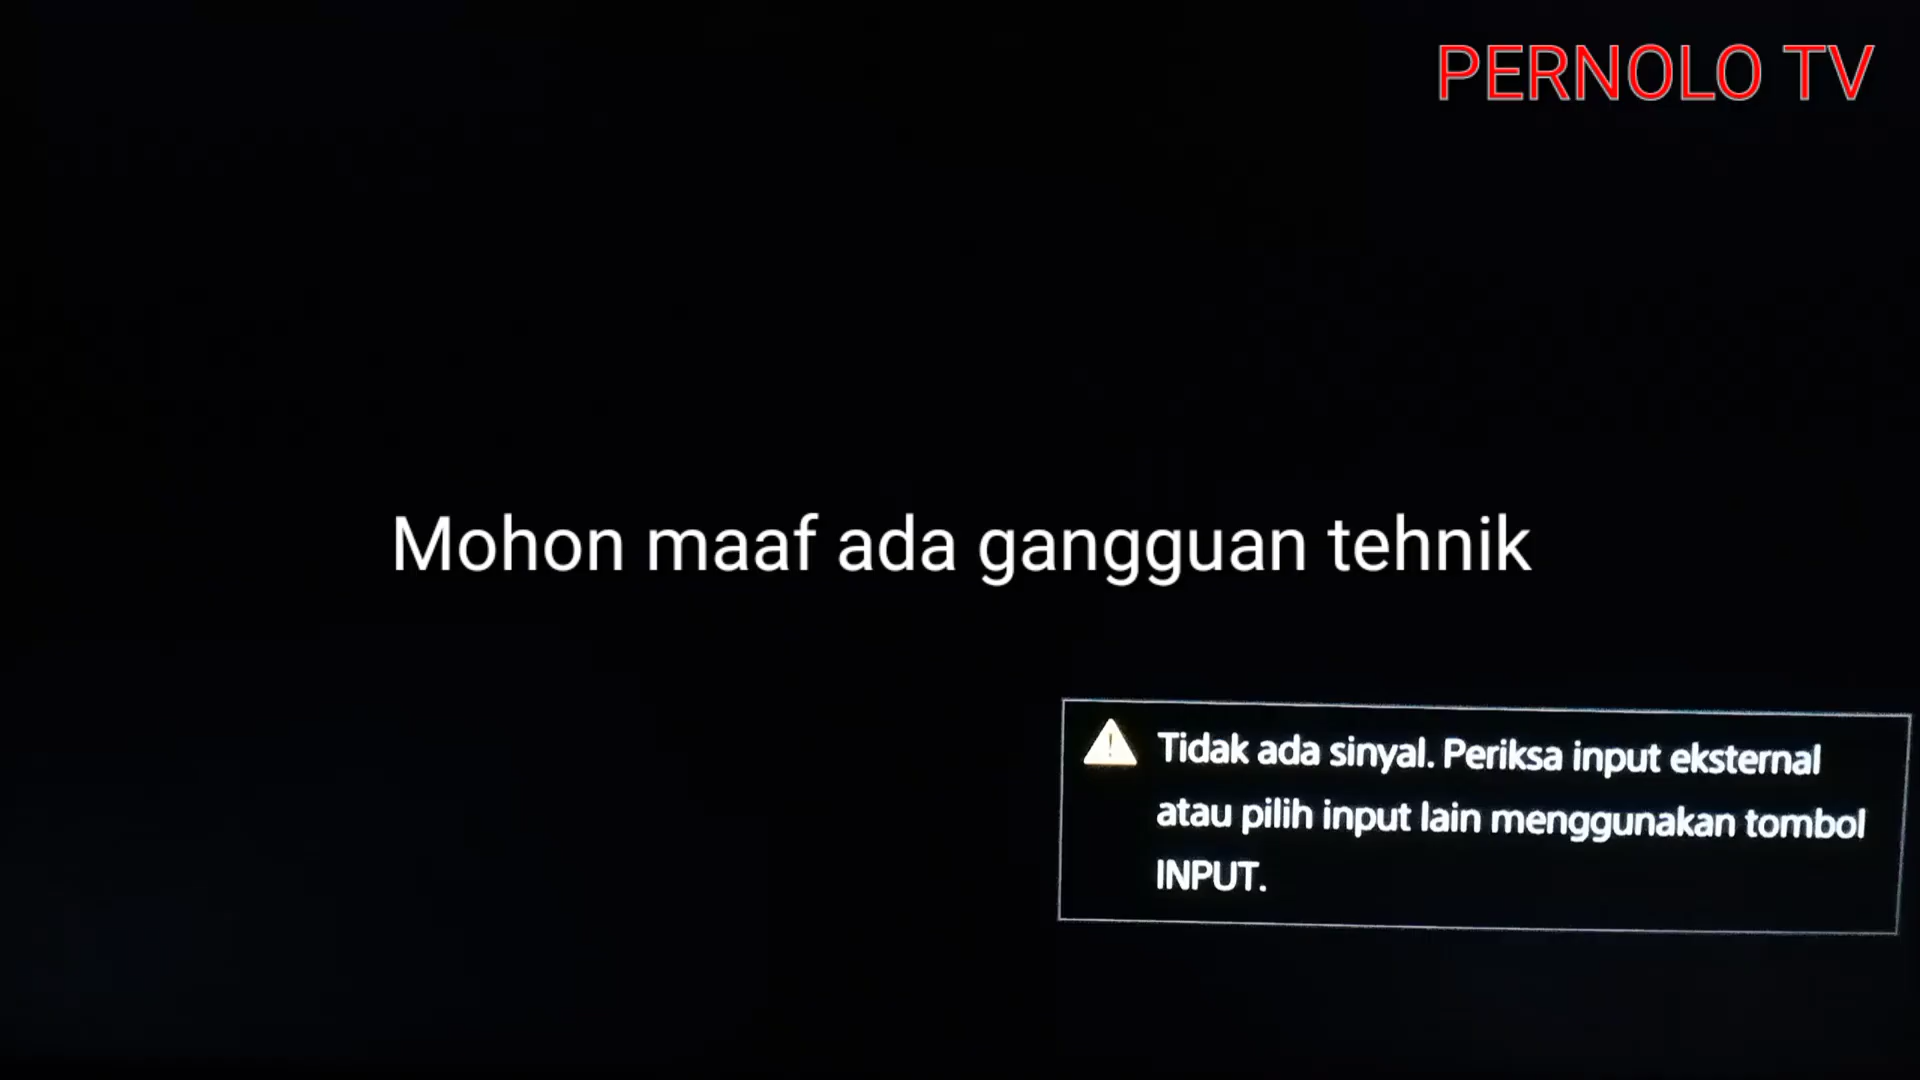 PERNOLO TV
Mohon maaf ada gangguan tehnik
Tidak ada sinyal. Periksa input eksternal
atau pilih input lain menggunakan tombol
INPUT.